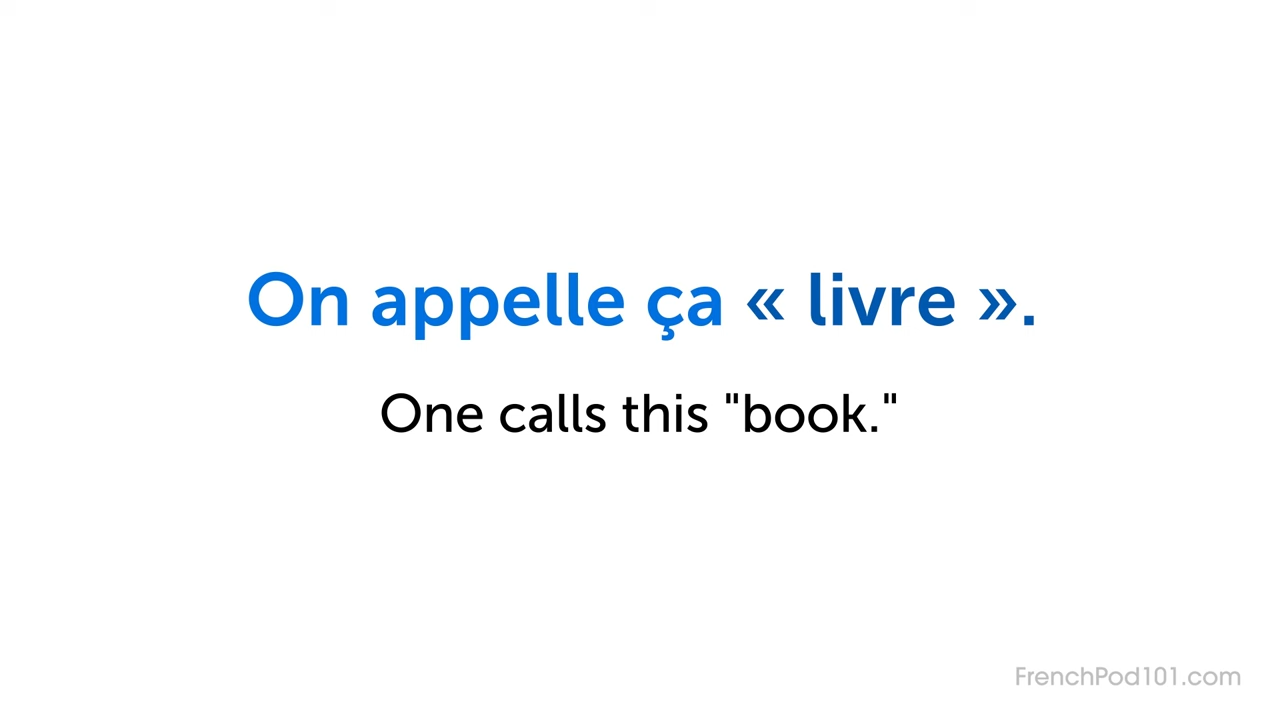 On appelle ça « livre ».
One calls this "book."
FrenchPod101.com